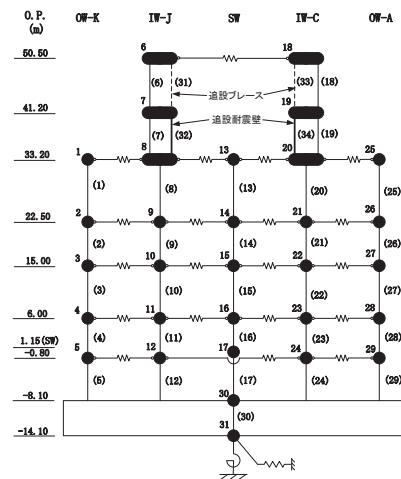 O.P. (m) OW-K IW-J SW IW-C OW-A
50.50 6 18
(6) (31) (33) (18)
追設ブレース
41.20 7 19
追設耐震壁
(7) (32) (34) (19)
33.20 1 8 13 20 25
(1) (8) (13) (20) (25)
22.50 2 9 14 21 26
(2) (9) (14) (21) (26)
15.00 3 10 15 22 27
(3) (10) (15) (22) (27)
6.00 4 11 16 23 28
(4) (11) (16) (23) (28)
1.15(SW) 17
-0.80 5 12 24 29
(5) (12) (17) (24) (29)
-8.10 30
(30)
-14.10 31